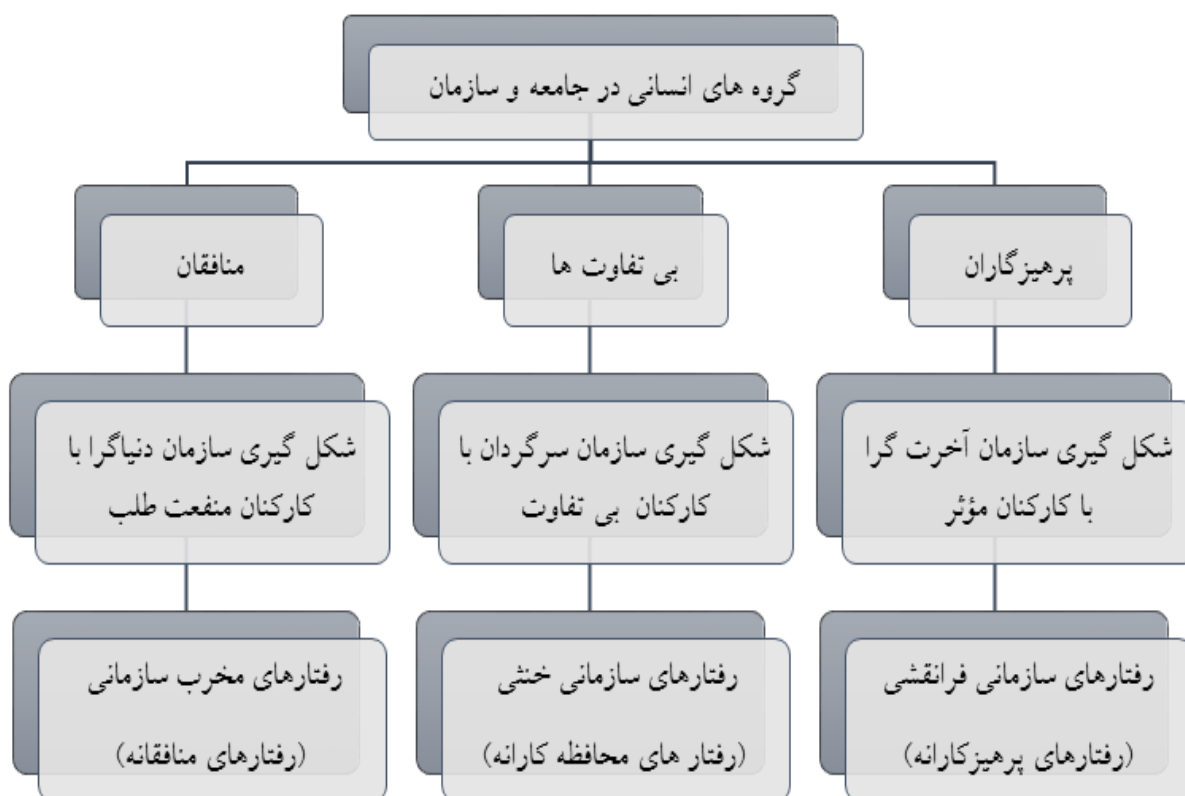 گروه های انسانی در جامعه و سازمان
پرهیزگاران
بی تفاوت ها
منافقان
شکل گیری سازمان آخرت گرا
با کارکنان مؤثر
شکل گیری سازمان سرگردان با
کارکنان بی تفاوت
شکل گیری سازمان دنیاگرا با
کارکنان منفعت طلب
رفتارهای سازمانی فرانقشی
(رفتارهای پرهیزکارانه)
رفتارهای سازمانی خنثی
(رفتار های محافظه کارانه)
رفتارهای مخرب سازمانی
(رفتارهای منافقانه)